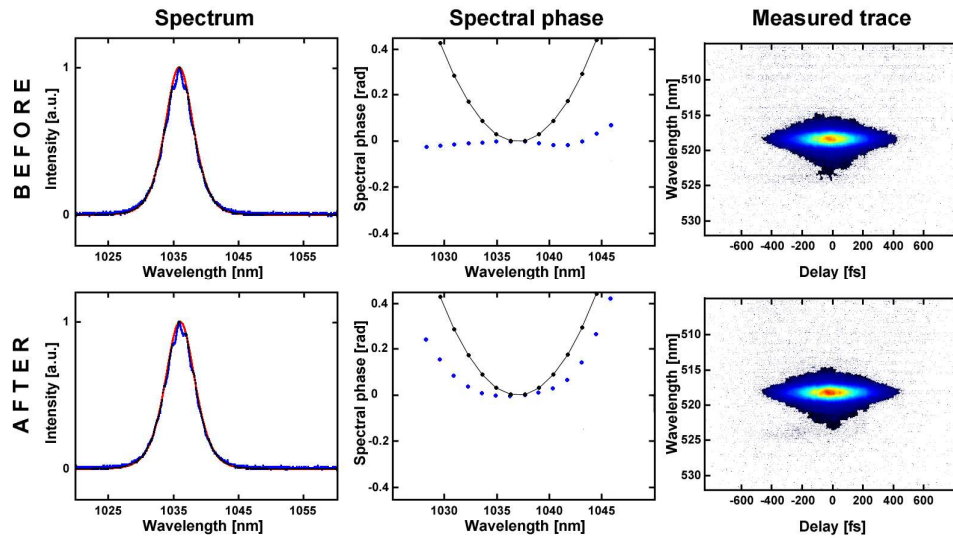 Spectrum
Spectral phase
Measured trace
BEFORE
Intensity [a.u.]
1
0
1025 1035 1045 1055
Wavelength [nm]
Spectral phase [rad]
0.4
0.2
0
-0.2
-0.4
1030 1035 1040 1045
Wavelength [nm]
Wavelength [nm]
510
520
530
-600 -400 -200 0 200 400 600
Delay [fs]
AFTER
Intensity [a.u.]
1
0
1025 1035 1045 1055
Wavelength [nm]
Spectral phase [rad]
0.4
0.2
0
-0.2
-0.4
1030 1035 1040 1045
Wavelength [nm]
Wavelength [nm]
510
520
530
-600 -400 -200 0 200 400 600
Delay [fs]